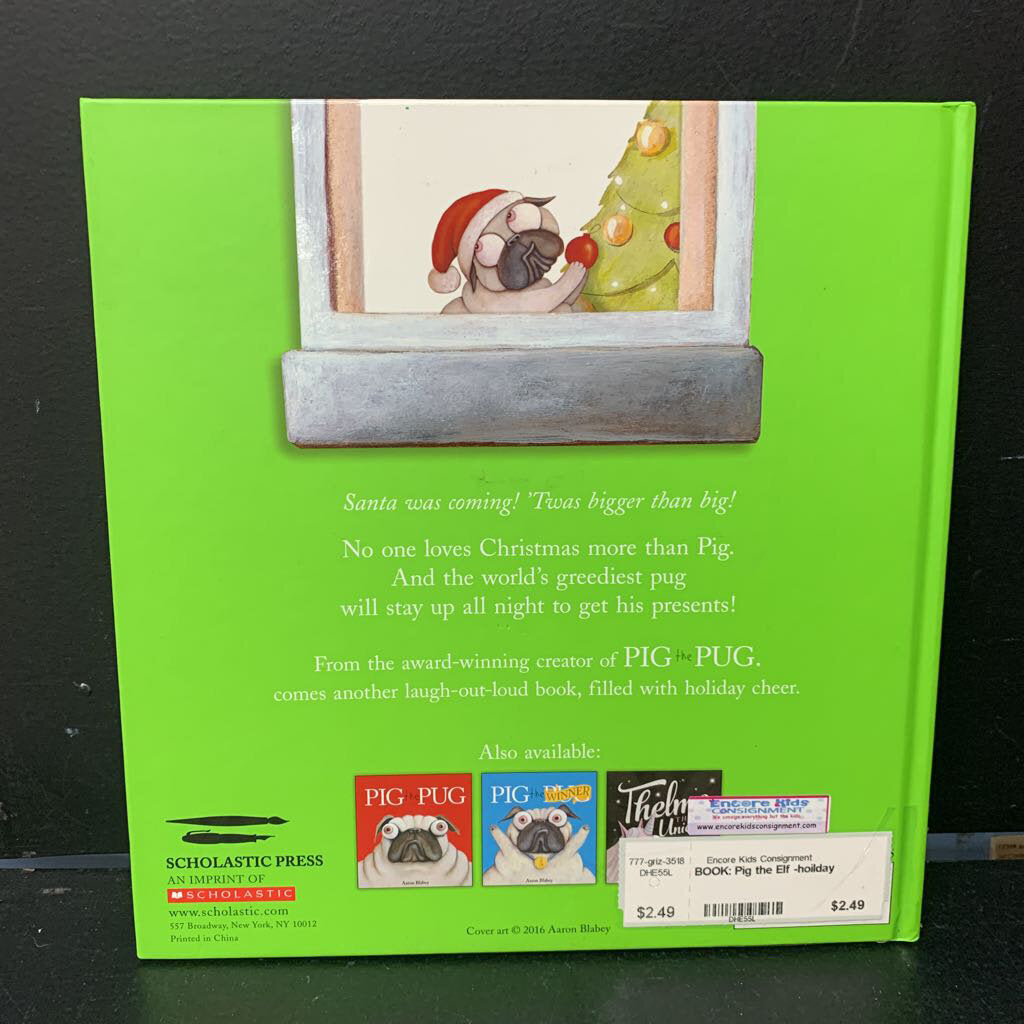 Santa was coming! 'Twas bigger than big!
No one loves Christmas more than Pig.
And the world's greediest pug
will stay up all night to get his presents!
From the award-winning creator of PIG the PUG.
comes another laugh-out-loud book, filled with holiday cheer.
Also available:
PIG the PUG
Aaron Blabey
PIG the
WINNER
Aaron Blabey
SCHOLASTIC PRESS
AN IMPRINT OF
SCHOLASTIC
www.scholastic.com
557 Broadway, New York, NY 10012
Printed in China
Cover art © 2016 Aaron Blabey
Encore Kids
CONSIGNMENT
www.encorekidsconsignment.com
777-griz-3518
DHE55L
$2.49
Encore Kids Consignment
BOOK: Pig the Elf -hoilday
DHE55L
$2.49